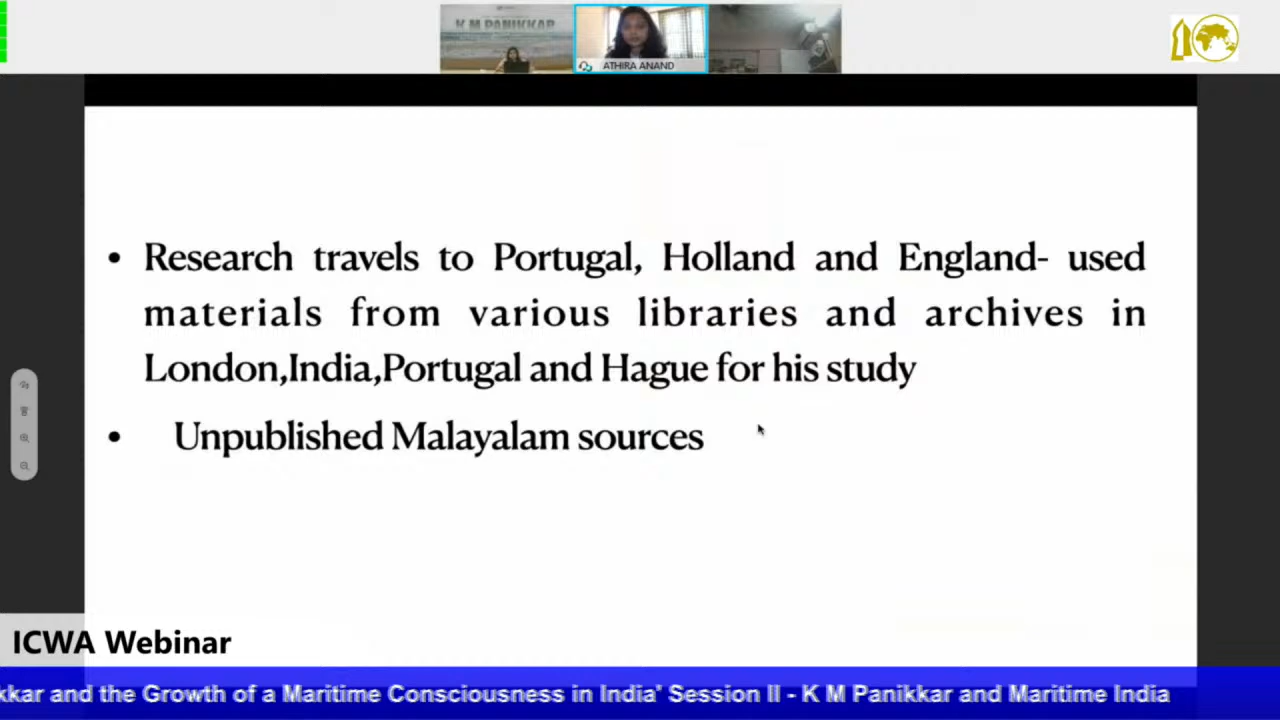 K M PANIKKAR
ATHIRA ANAND
• Research travels to Portugal, Holland and England- used
materials from various libraries and archives in
London,India,Portugal and Hague for his study
• Unpublished Malayalam sources
ICWA Webinar
kkar and the Growth of a Maritime Consciousness in India' Session II - K M Panikkar and Maritime India